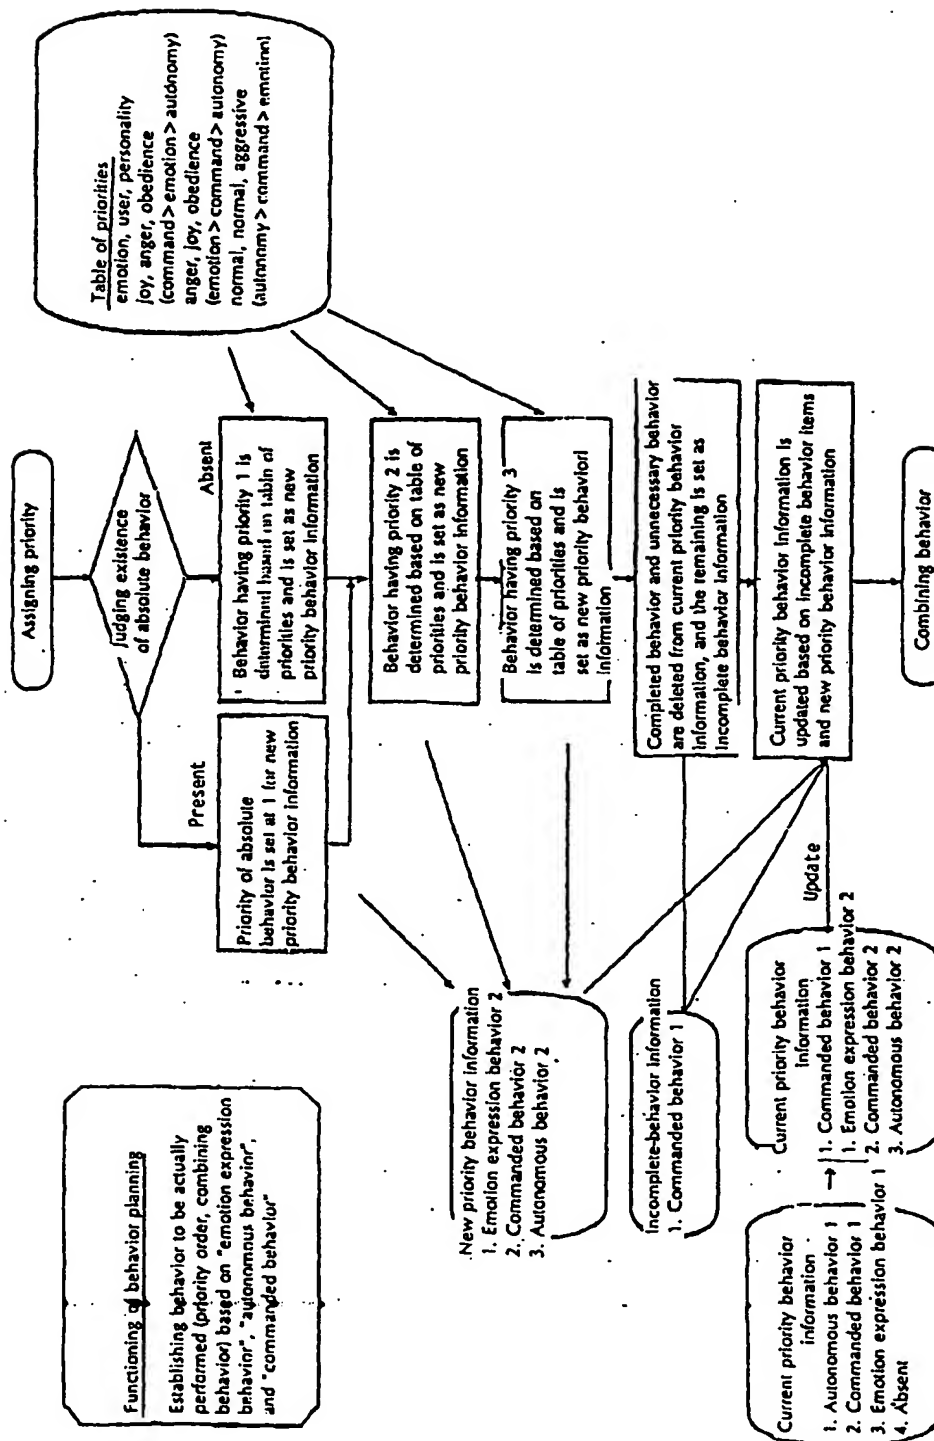 Functioning of behavior planning
Establishing behavior to be actually
performed (priority order, combining
behavior) based on "emotion expression
behavior", "autonomous behavior",
and "commanded behavior"
Assigning priority
Judging existence
of absolute behavior
Present
Absent
Priority of absolute
behavior is set at 1 for new
priority behavior information
Behavior having priority 1 is
determined based on table of
priorities and is set as new
priority behavior information
Table of priorities
emotion, user, personality
joy, anger, obedience
(command>emotion>autonomy)
anger, joy, obedience
(emotion>command>autonomy)
normal, normal, aggressive
(autonomy>command>emotion)
Behavior having priority 2 is
determined based on table of
priorities and is set as new
priority behavior information
Behavior having priority 3
is determined based on
table of priorities and is
set as new priority behavior
information
Completed behavior and unnecessary behavior
are deleted from current priority behavior
information, and the remaining is set as
incomplete behavior information
Current priority behavior information is
updated based on incomplete behavior items
and new priority behavior information
Combining behavior
New priority behavior information
1. Emotion expression behavior 2
2. Commanded behavior 2
3. Autonomous behavior 2
Incomplete-behavior information
1. Commanded behavior 1
Update
Current priority behavior
information
1. Autonomous behavior 1
2. Commanded behavior 1
3. Emotion expression behavior 1
4. Absent
Current priority behavior
information
1. Commanded behavior 1
1. Emotion expression behavior 2
2. Commanded behavior 2
3. Autonomous behavior 2